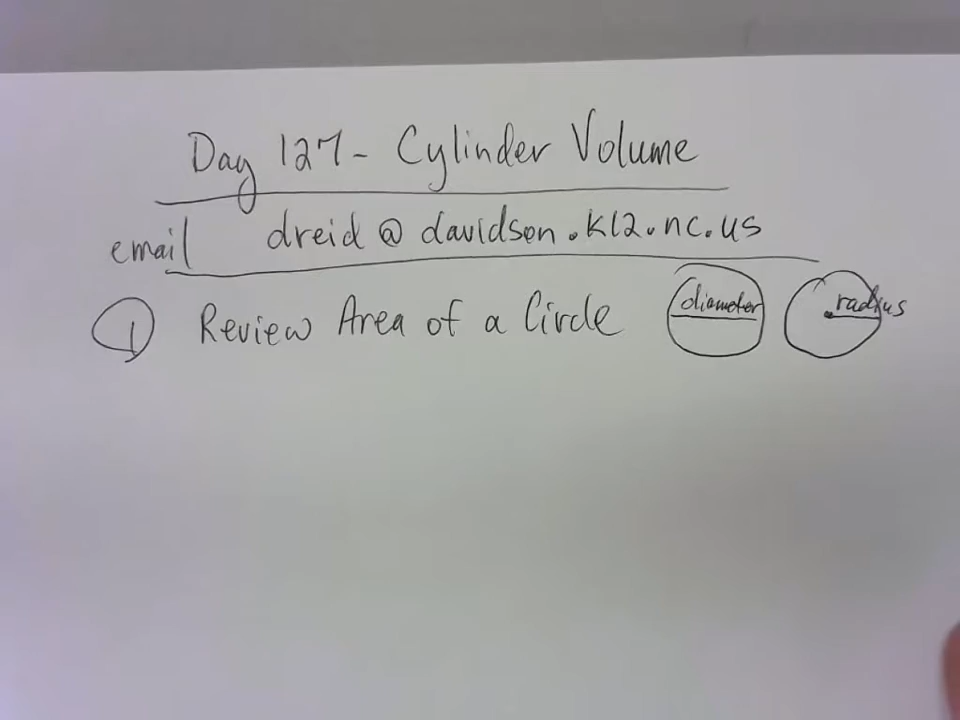 Day 127 - Cylinder Volume
email dreid @ davidson.k12.nc.us
① Review Area of a Circle diameter radius